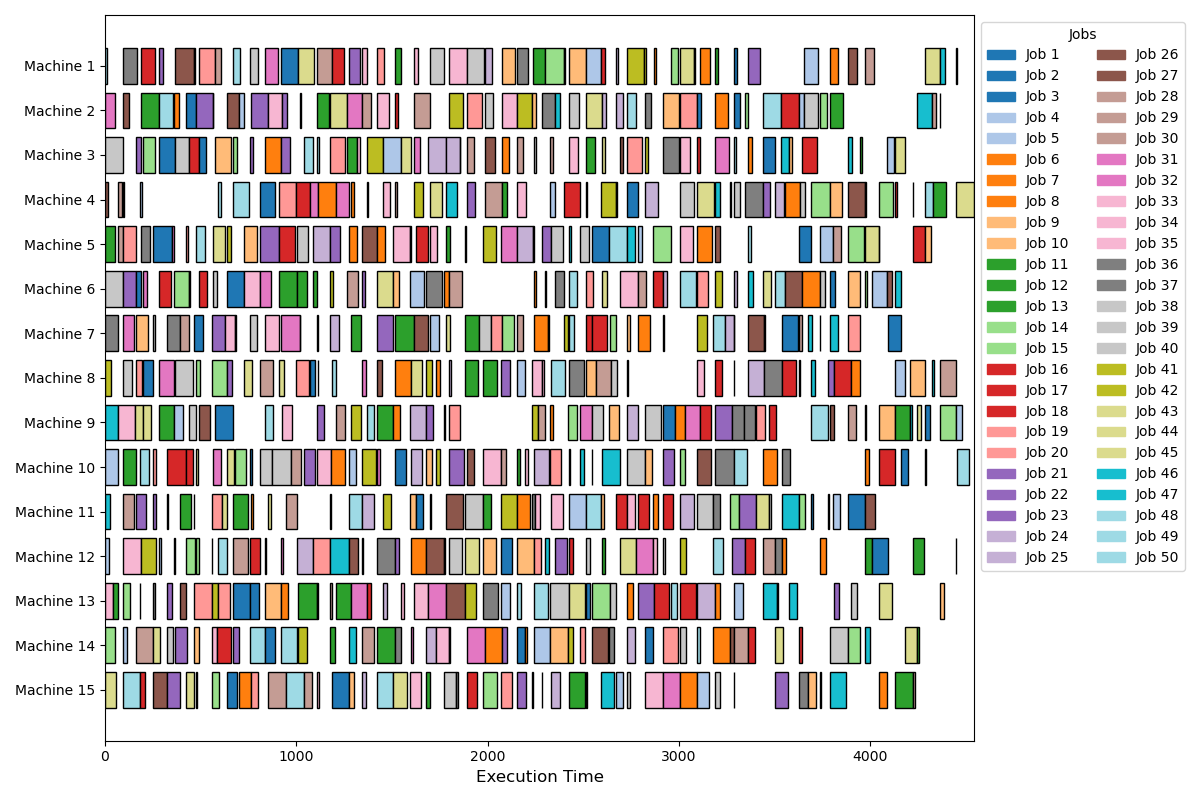 Machine 1
Machine 2
Machine 3
Machine 4
Machine 5
Machine 6
Machine 7
Machine 8
Machine 9
Machine 10
Machine 11
Machine 12
Machine 13
Machine 14
Machine 15
0 1000 2000 3000 4000
Execution Time
Jobs
Job 1 Job 26
Job 2 Job 27
Job 3 Job 28
Job 4 Job 29
Job 5 Job 30
Job 6 Job 31
Job 7 Job 32
Job 8 Job 33
Job 9 Job 34
Job 10 Job 35
Job 11 Job 36
Job 12 Job 37
Job 13 Job 38
Job 14 Job 39
Job 15 Job 40
Job 16 Job 41
Job 17 Job 42
Job 18 Job 43
Job 19 Job 44
Job 20 Job 45
Job 21 Job 46
Job 22 Job 47
Job 23 Job 48
Job 24 Job 49
Job 25 Job 50